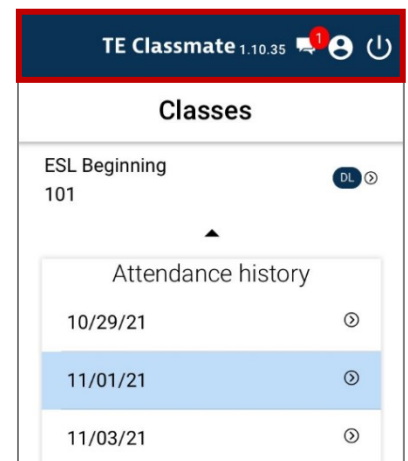 TE Classmate 1.10.35 1
Classes
ESL Beginning
101
DL
Attendance history
10/29/21
11/01/21
11/03/21